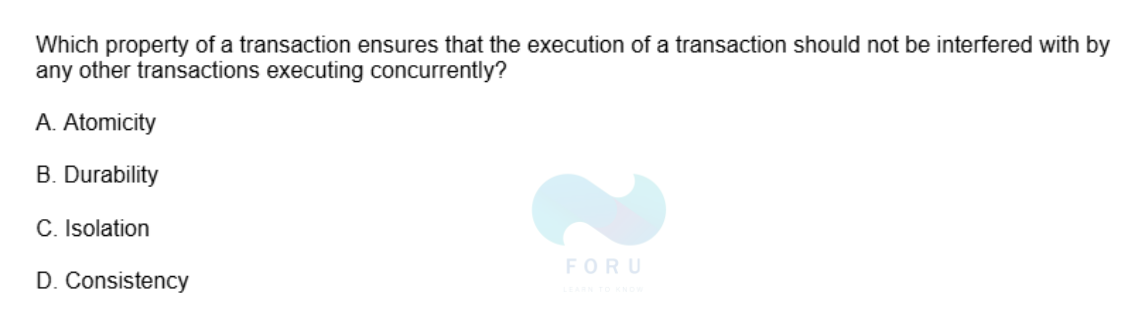 Which property of a transaction ensures that the execution of a transaction should not be interfered with by
any other transactions executing concurrently?
A. Atomicity
B. Durability
C. Isolation
D. Consistency
FORU